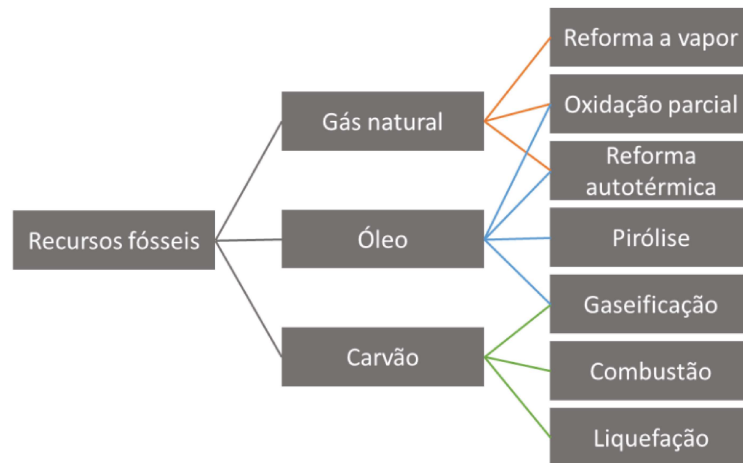 Recursos fósseis
Gás natural
Óleo
Carvão
Reforma a vapor
Oxidação parcial
Reforma
autotérmica
Pirólise
Gaseificação
Combustão
Liquefação